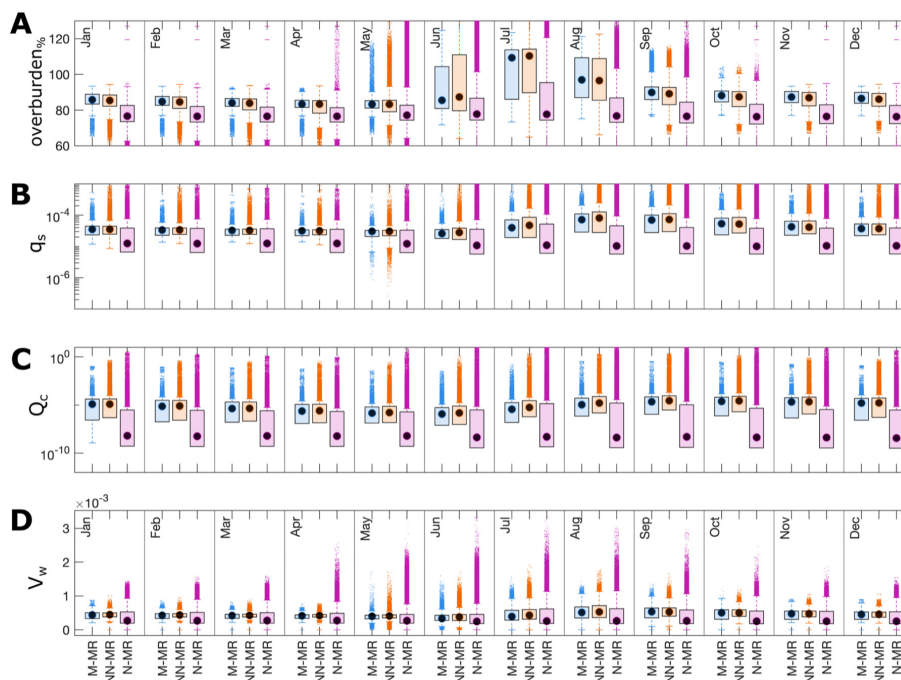 A
overburden%
120
100
80
60
Jan
Feb
Mar
Apr
May
Jun
Jul
Aug
Sep
Oct
Nov
Dec
B
qs
10-4
10-6
C
Qc
100
10-10
D
Vw
×10-3
3
2
1
0
Jan
Feb
Mar
Apr
May
Jun
Jul
Aug
Sep
Oct
Nov
Dec
M-MR
NN-MR
N-MR
M-MR
NN-MR
N-MR
M-MR
NN-MR
N-MR
M-MR
NN-MR
N-MR
M-MR
NN-MR
N-MR
M-MR
NN-MR
N-MR
M-MR
NN-MR
N-MR
M-MR
NN-MR
N-MR
M-MR
NN-MR
N-MR
M-MR
NN-MR
N-MR
M-MR
NN-MR
N-MR
M-MR
NN-MR
N-MR